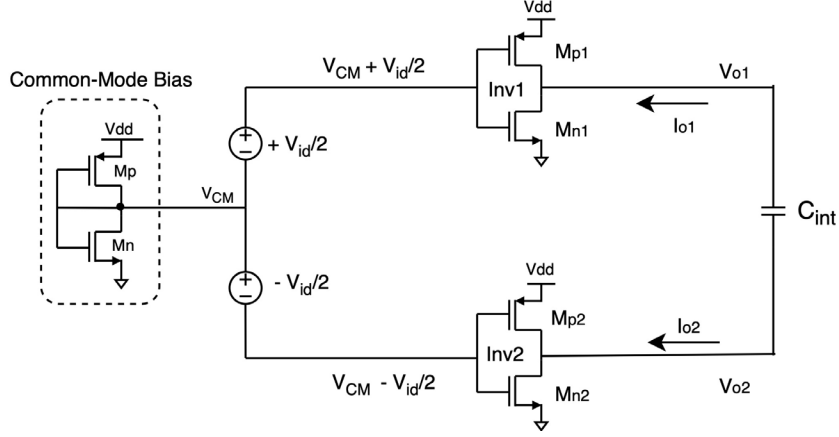 Vdd
Mp1
VCM + Vid/2
Vo1
Common-Mode Bias
Inv1
Io1
Mn1
Vdd
+
−
+ Vid/2
Mp
VCM
Cint
Mn
+
−
- Vid/2
Vdd
Mp2
Io2
Inv2
VCM - Vid/2
Mn2
Vo2